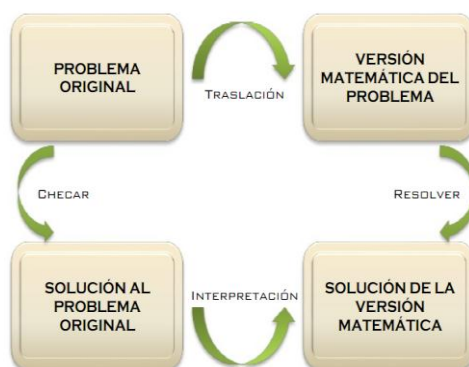 PROBLEMA
ORIGINAL
TRASLACIÓN
VERSIÓN
MATEMÁTICA DEL
PROBLEMA
CHECAR
RESOLVER
SOLUCIÓN AL
PROBLEMA
ORIGINAL
INTERPRETACIÓN
SOLUCIÓN DE LA
VERSIÓN
MATEMÁTICA